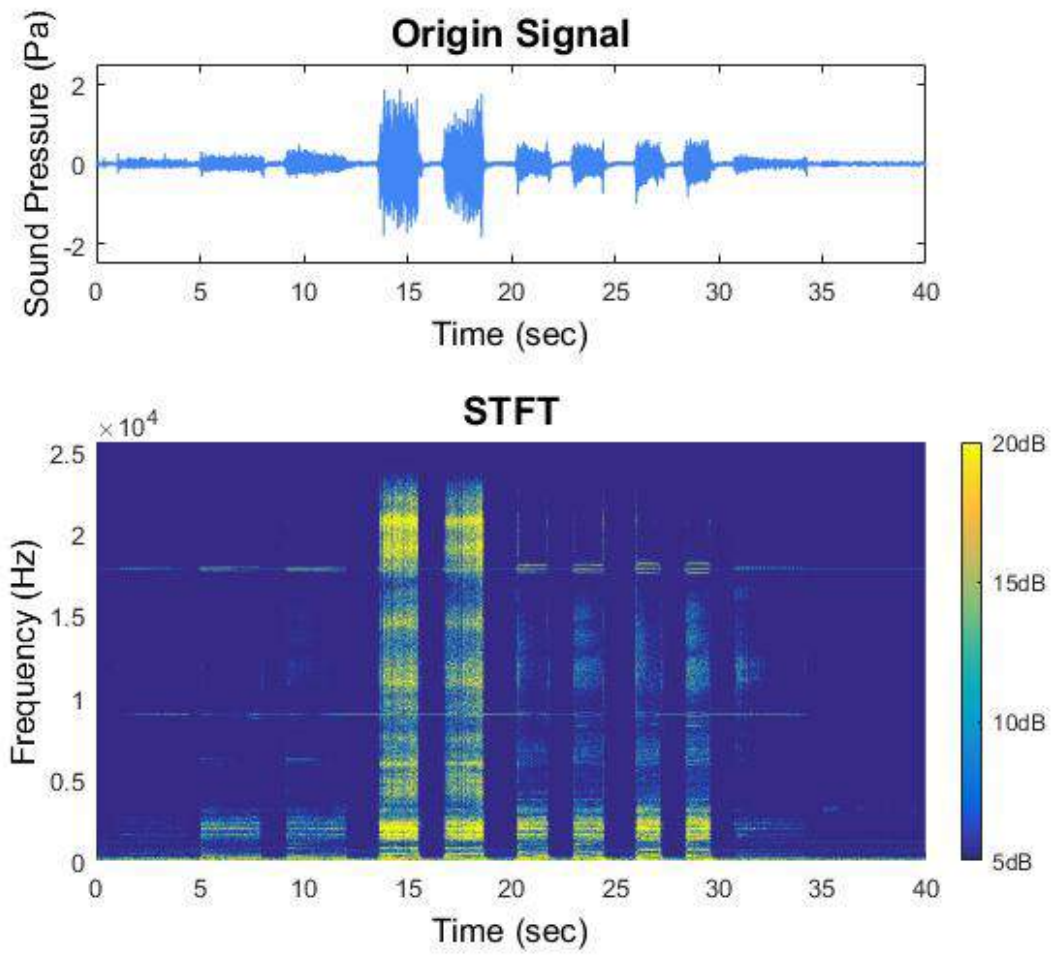 Origin Signal
Sound Pressure (Pa)
2
0
-2
0 5 10 15 20 25 30 35 40
Time (sec)
STFT
×10⁴
Frequency (Hz)
2.5
2
1.5
1
0.5
0
0 5 10 15 20 25 30 35 40
Time (sec)
20dB
15dB
10dB
5dB